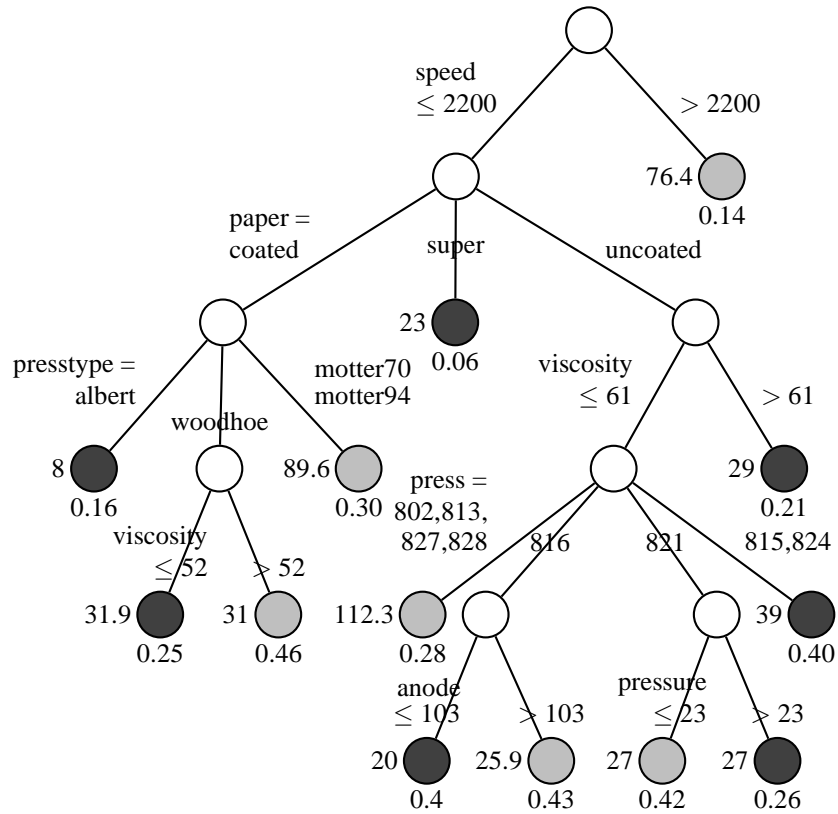 speed
≤ 2200
> 2200
76.4
0.14
paper =
coated
super
uncoated
23
0.06
presstype =
albert
woodhoe
motter70
motter94
viscosity
≤ 61
> 61
8
0.16
89.6
0.30
29
0.21
viscosity
≤ 52
> 52
press =
802,813,
827,828
816
821
815,824
31.9
0.25
31
0.46
112.3
0.28
39
0.40
anode
≤ 103
> 103
pressure
≤ 23
> 23
20
0.4
25.9
0.43
27
0.42
27
0.26